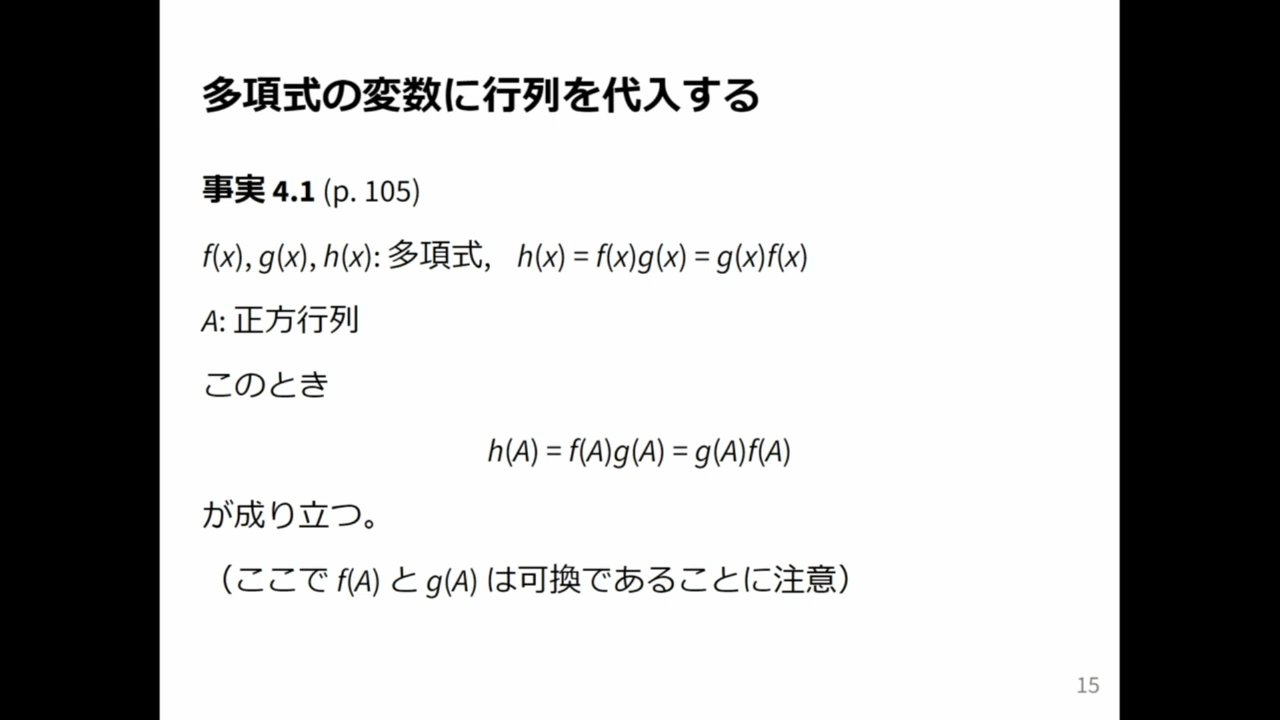 多項式の変数に行列を代入する
事実 4.1 (p. 105)
f(x), g(x), h(x): 多項式, h(x) = f(x)g(x) = g(x)f(x)
A: 正方行列
このとき
h(A) = f(A)g(A) = g(A)f(A)
が成り立つ。
（ここで f(A) と g(A) は可換であることに注意）
15